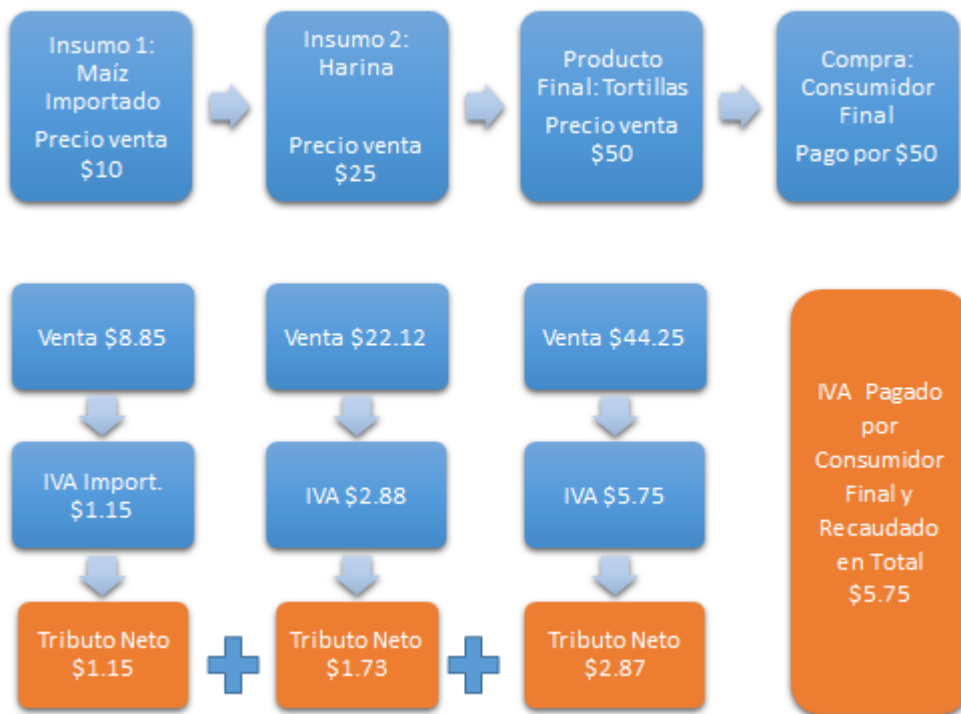 Insumo 1:
Maíz
Importado
Precio venta
$10
Insumo 2:
Harina
Precio venta
$25
Producto
Final: Tortillas
Precio venta
$50
Compra:
Consumidor
Final
Pago por $50
Venta $8.85
Venta $22.12
Venta $44.25
IVA Import.
$1.15
IVA $2.88
IVA $5.75
Tributo Neto
$1.15
Tributo Neto
$1.73
Tributo Neto
$2.87
IVA Pagado
por
Consumidor
Final y
Recaudado
en Total
$5.75